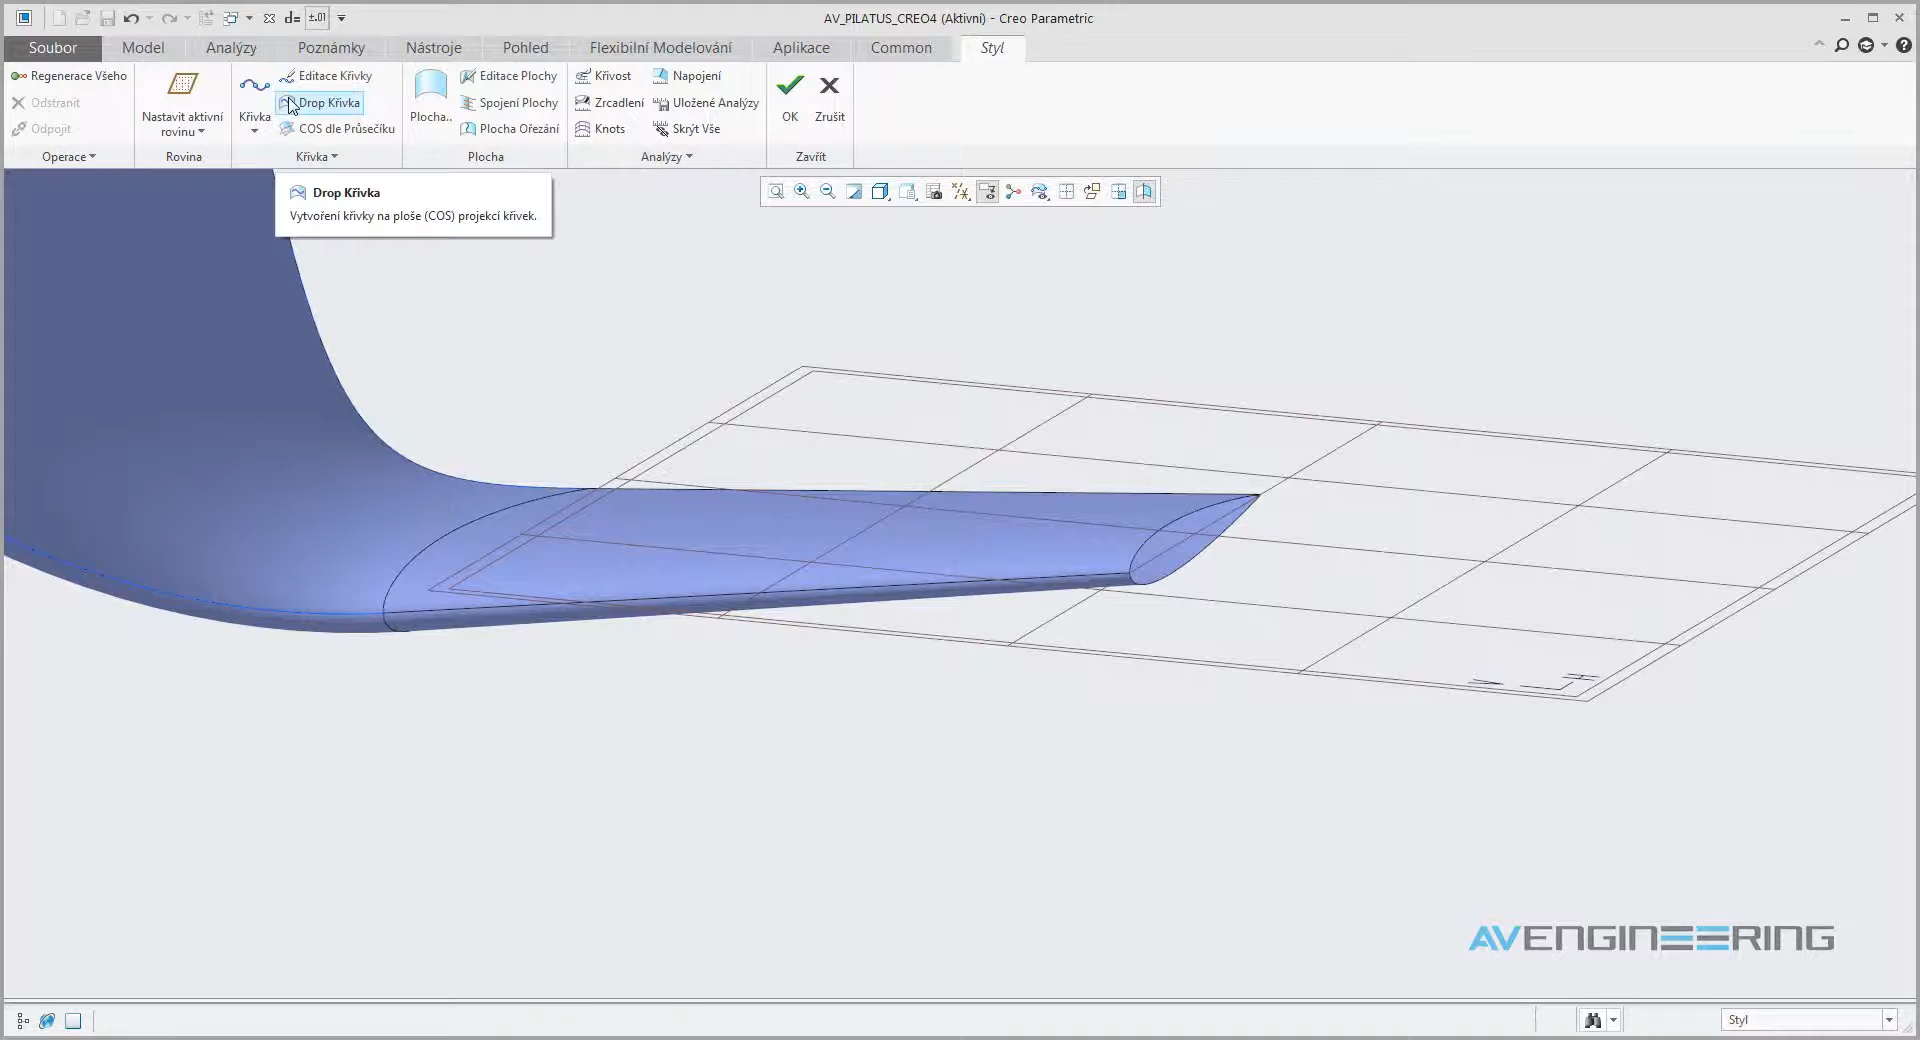 d=
±.01
AV_PILATUS_CREO4 (Aktivní) - Creo Parametric
Soubor
Model
Analýzy
Poznámky
Nástroje
Pohled
Flexibilní Modelování
Aplikace
Common
Styl
Regenerace Všeho
Odstranit
Odpojit
Operace
Nastavit aktivní
rovinu
Rovina
Křivka
Editace Křivky
Drop Křivka
COS dle Průsečíku
Křivka
Plocha..
Editace Plochy
Spojení Plochy
Plocha Ořezání
Plocha
Křivost
Zrcadlení
Knots
Napojení
Uložené Analýzy
Skrýt Vše
Analýzy
OK
Zrušit
Zavřít
Drop Křivka
Vytvoření křivky na ploše (COS) projekcí křivek.
AVENGINEERING
Styl